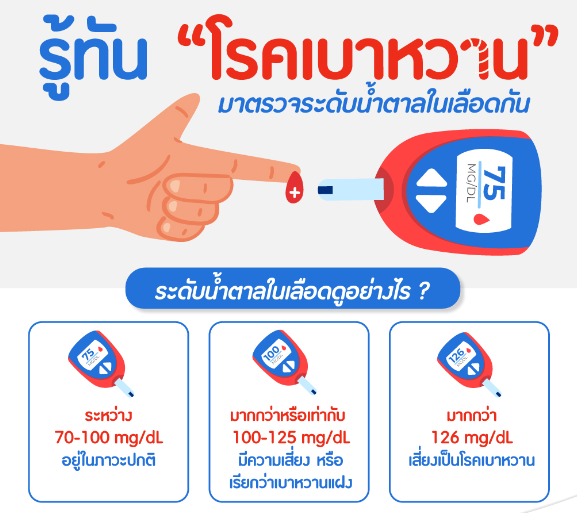 รู้ทัน “โรคเบาหวาน”
มาตรวจระดับน้ำตาลในเลือดกัน
75
MG/DL
ระดับน้ำตาลในเลือดดูอย่างไร ?
75
ระหว่าง
70-100 mg/dL
อยู่ในภาวะปกติ
100
มากกว่าหรือเท่ากับ
100-125 mg/dL
มีความเสี่ยง หรือ
เรียกว่าเบาหวานแฝง
126
มากกว่า
126 mg/dL
เสี่ยงเป็นโรคเบาหวาน